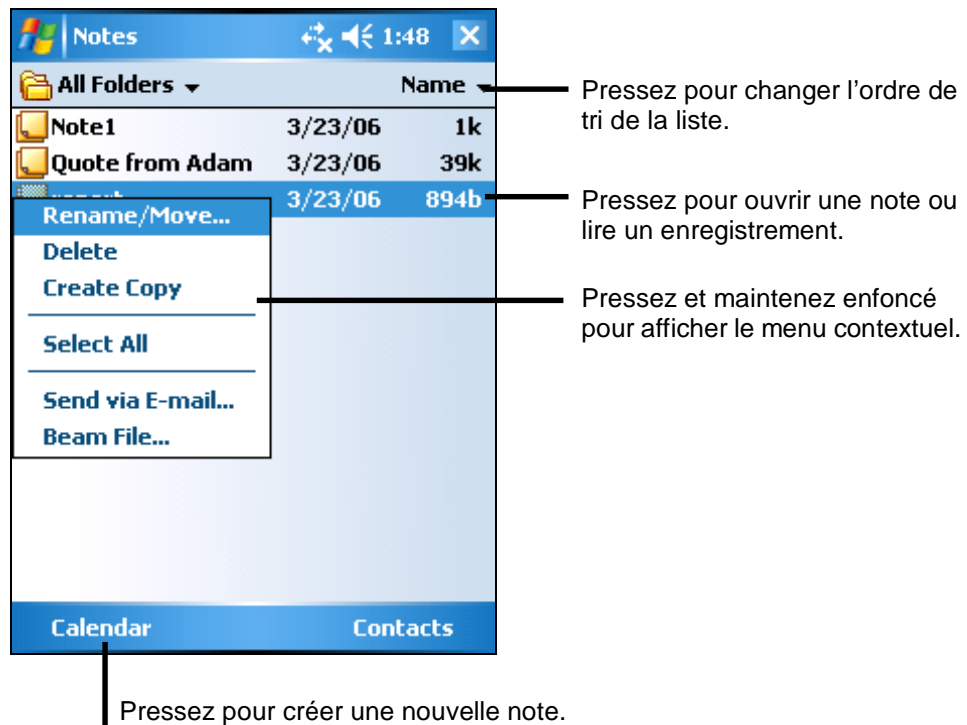 Notes 1:48
All Folders Name
Note1 3/23/06 1k
Quote from Adam 3/23/06 39k
3/23/06 894b
Rename/Move...
Delete
Create Copy
Select All
Send via E-mail...
Beam File...
Calendar Contacts
Pressez pour changer l’ordre de
tri de la liste.
Pressez pour ouvrir une note ou
lire un enregistrement.
Pressez et maintenez enfoncé
pour afficher le menu contextuel.
Pressez pour créer une nouvelle note.